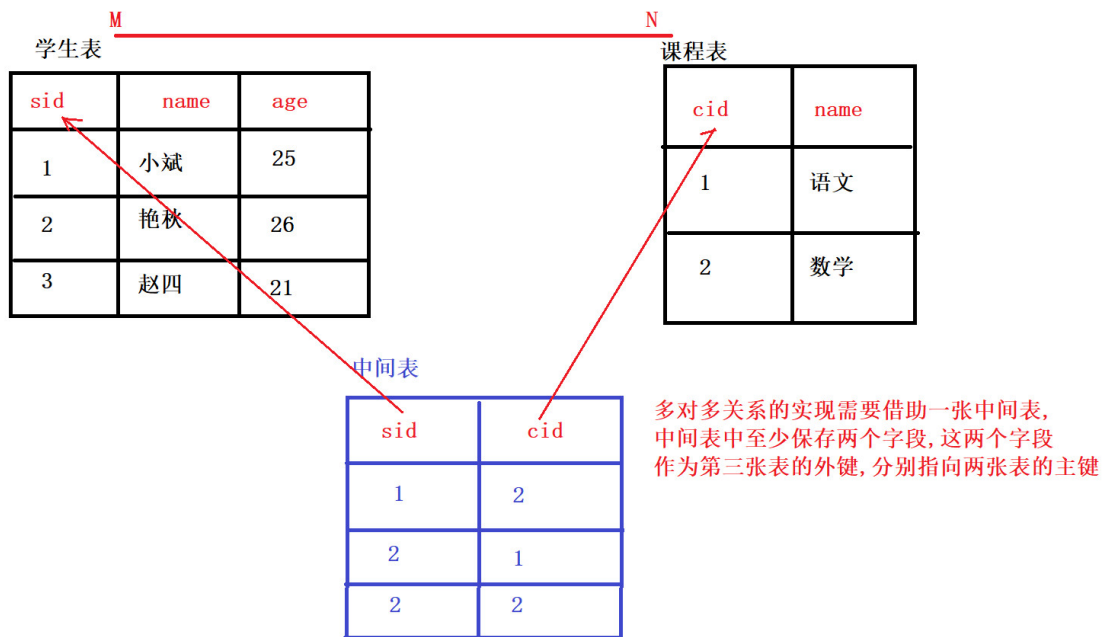 M N
学生表
sid name age
1 小斌 25
2 艳秋 26
3 赵四 21
课程表
cid name
1 语文
2 数学
中间表
sid cid
1 2
2 1
2 2
多对多关系的实现需要借助一张中间表,
中间表中至少保存两个字段,这两个字段
作为第三张表的外键,分别指向两张表的主键